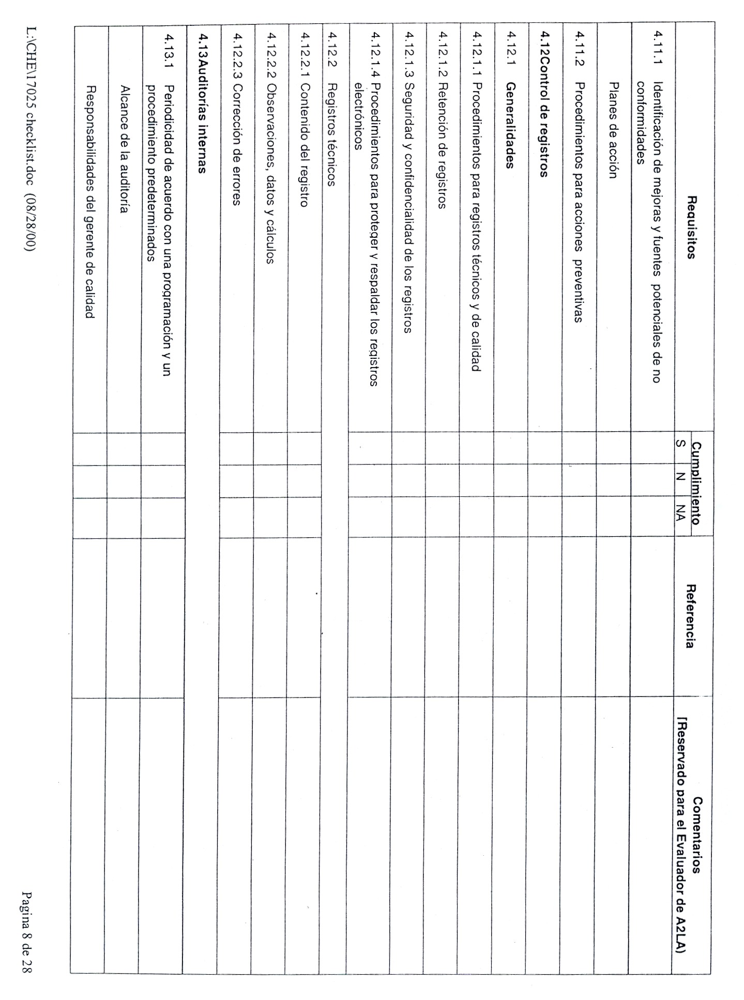 Requisitos
Cumplimiento
Referencia
Comentarios
(Reservado para el Evaluador de A2LA)
S N NA
4.11.1 Identificación de mejoras y fuentes potenciales de no
conformidades
Planes de acción
4.11.2 Procedimientos para acciones preventivas
4.12Control de registros
4.12.1 Generalidades
4.12.1.1 Procedimientos para registros técnicos y de calidad
4.12.1.2 Retención de registros
4.12.1.3 Seguridad y confidencialidad de los registros
4.12.1.4 Procedimientos para proteger y respaldar los registros
electrónicos
4.12.2 Registros técnicos
4.12.2.1 Contenido del registro
4.12.2.2 Observaciones, datos y cálculos
4.12.2.3 Corrección de errores
4.13Auditorías internas
4.13.1 Periodicidad de acuerdo con una programación y un
procedimiento predeterminados
Alcance de la auditoría
Responsabilidades del gerente de calidad
L:\CHE\17025 checklist.doc (08/28/00)
Pagina 8 de 28